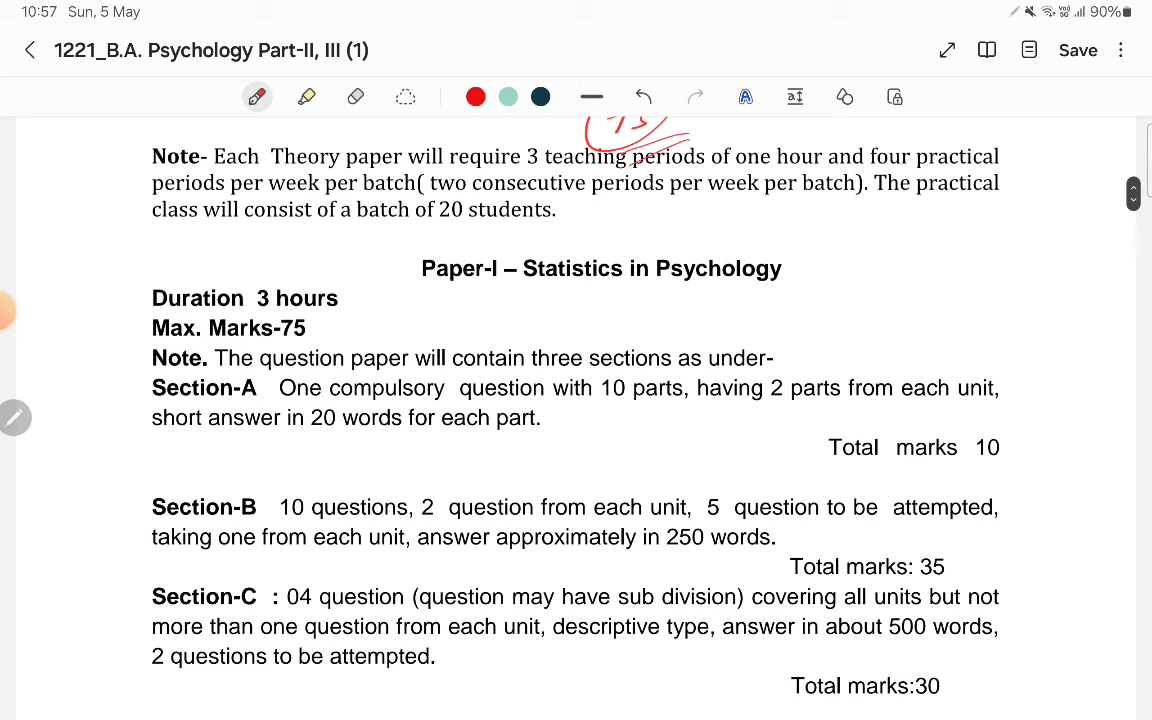 10:57 Sun, 5 May
90%
1221_B.A. Psychology Part-II, III (1)
Save
75
Note- Each Theory paper will require 3 teaching periods of one hour and four practical
periods per week per batch( two consecutive periods per week per batch). The practical
class will consist of a batch of 20 students.
Paper-I – Statistics in Psychology
Duration 3 hours
Max. Marks-75
Note. The question paper will contain three sections as under-
Section-A One compulsory question with 10 parts, having 2 parts from each unit,
short answer in 20 words for each part.
Total marks 10
Section-B 10 questions, 2 question from each unit, 5 question to be attempted,
taking one from each unit, answer approximately in 250 words.
Total marks: 35
Section-C : 04 question (question may have sub division) covering all units but not
more than one question from each unit, descriptive type, answer in about 500 words,
2 questions to be attempted.
Total marks:30